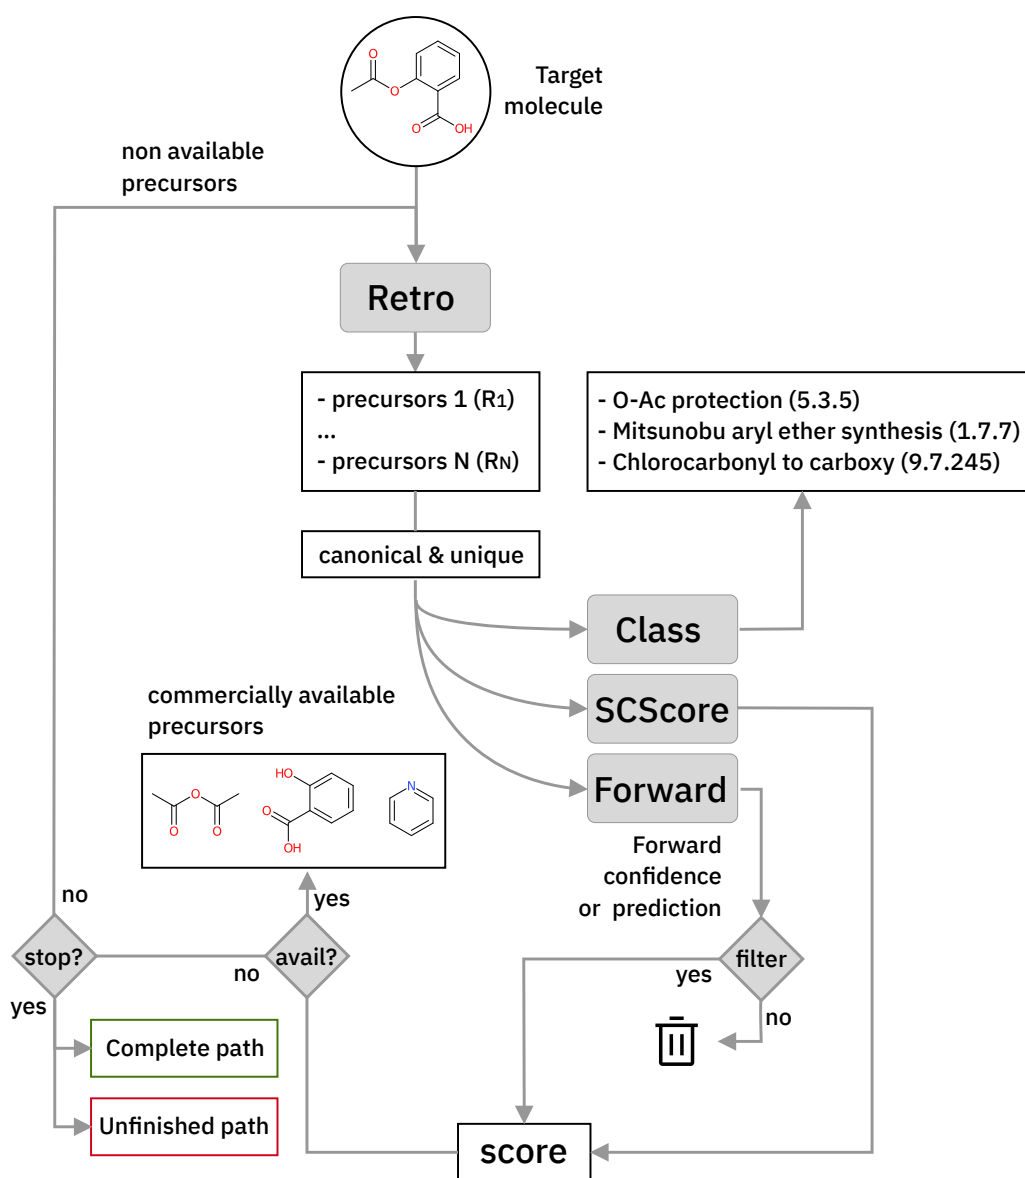 O
O
O
OH
Target
molecule
non available
precursors
Retro
- precursors 1 (R1)
...
- precursors N (RN)
- O-Ac protection (5.3.5)
- Mitsunobu aryl ether synthesis (1.7.7)
- Chlorocarbonyl to carboxy (9.7.245)
canonical & unique
Class
SCScore
Forward
commercially available
precursors
O
O
O
HO
O
OH
N
Forward
confidence
or prediction
no
yes
stop?
no
avail?
yes
filter
yes
no
Complete path
Unfinished path
score